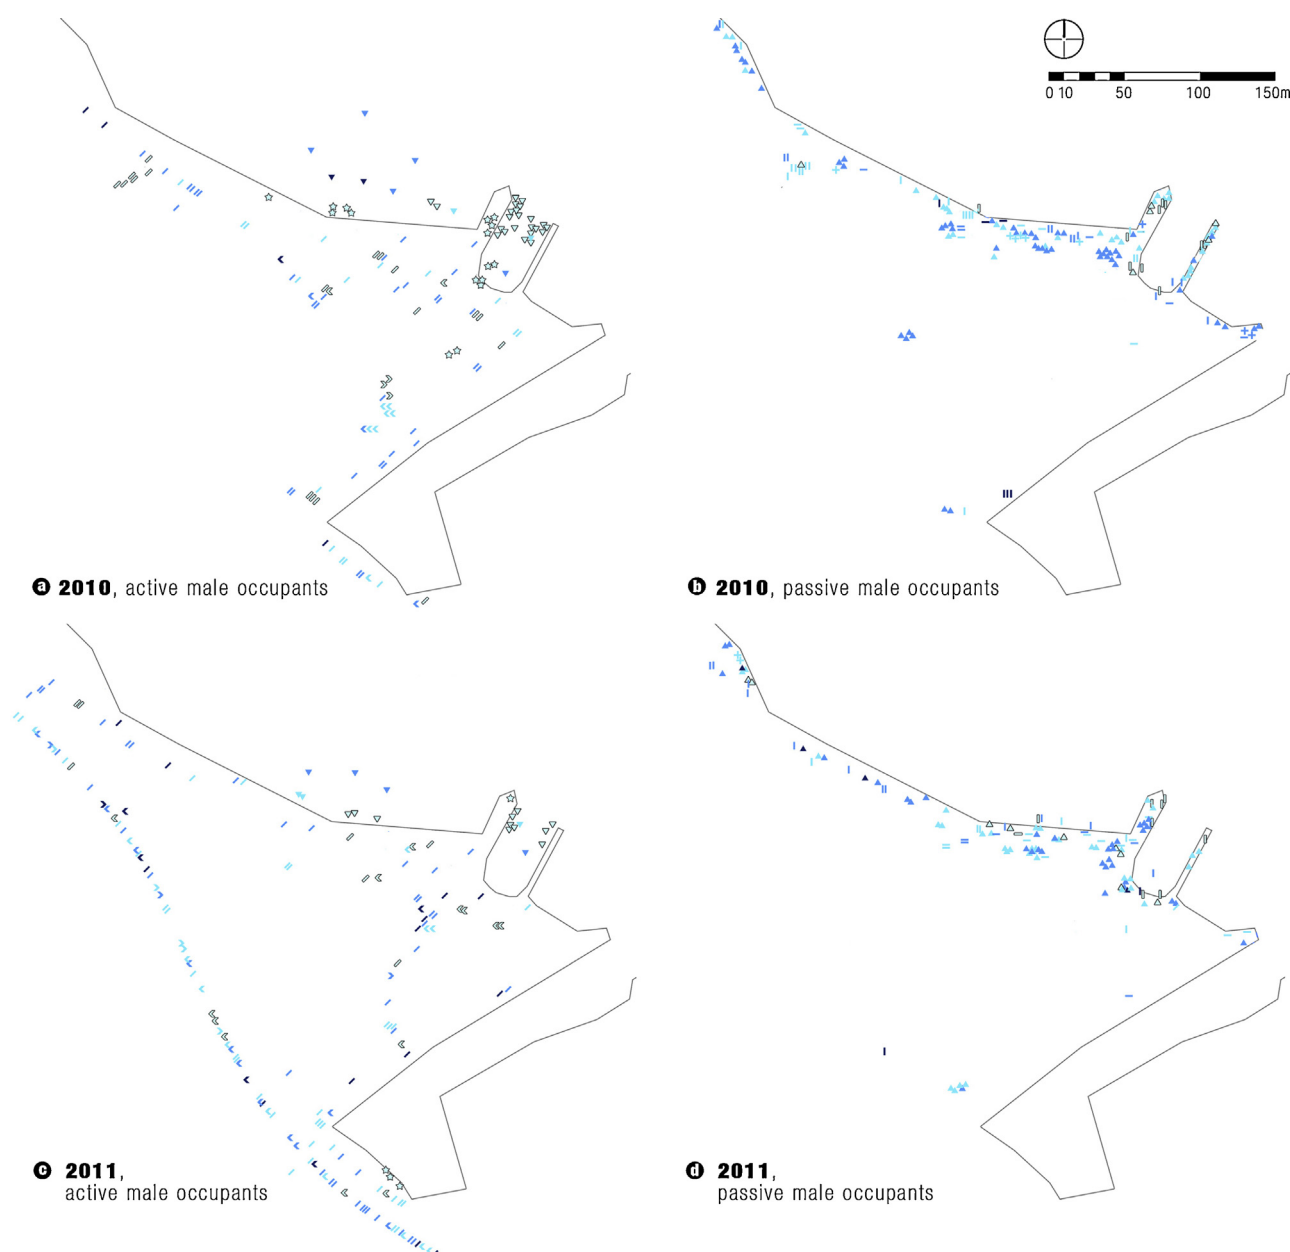 0 10 50 100 150m
a 2010, active male occupants
b 2010, passive male occupants
c 2011,
active male occupants
d 2011,
passive male occupants